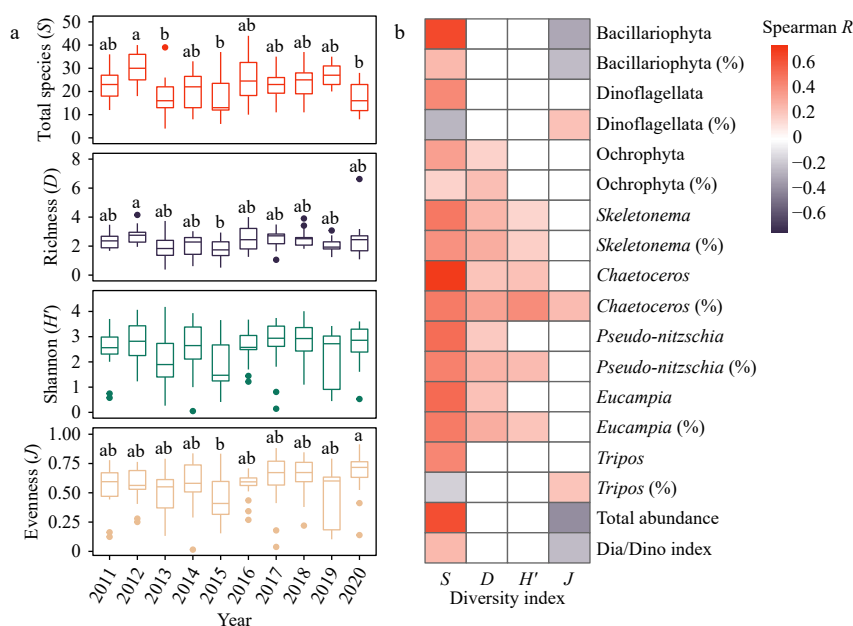 a
Total species (S)
50
40
30
20
10
0
ab a b ab b ab ab ab ab b
Richness (D)
8
6
4
2
0
ab a ab ab b ab ab ab ab ab
Shannon (H')
4
3
2
1
0
Evenness (J)
1.00
0.75
0.50
0.25
0
ab ab ab ab b ab ab ab ab a
2011 2012 2013 2014 2015 2016 2017 2018 2019 2020
Year
b
Bacillariophyta
Bacillariophyta (%)
Dinoflagellata
Dinoflagellata (%)
Ochrophyta
Ochrophyta (%)
Skeletonema
Skeletonema (%)
Chaetoceros
Chaetoceros (%)
Pseudo-nitzschia
Pseudo-nitzschia (%)
Eucampia
Eucampia (%)
Tripos
Tripos (%)
Total abundance
Dia/Dino index
S D H' J
Diversity index
Spearman R
0.6
0.4
0.2
0
−0.2
−0.4
−0.6